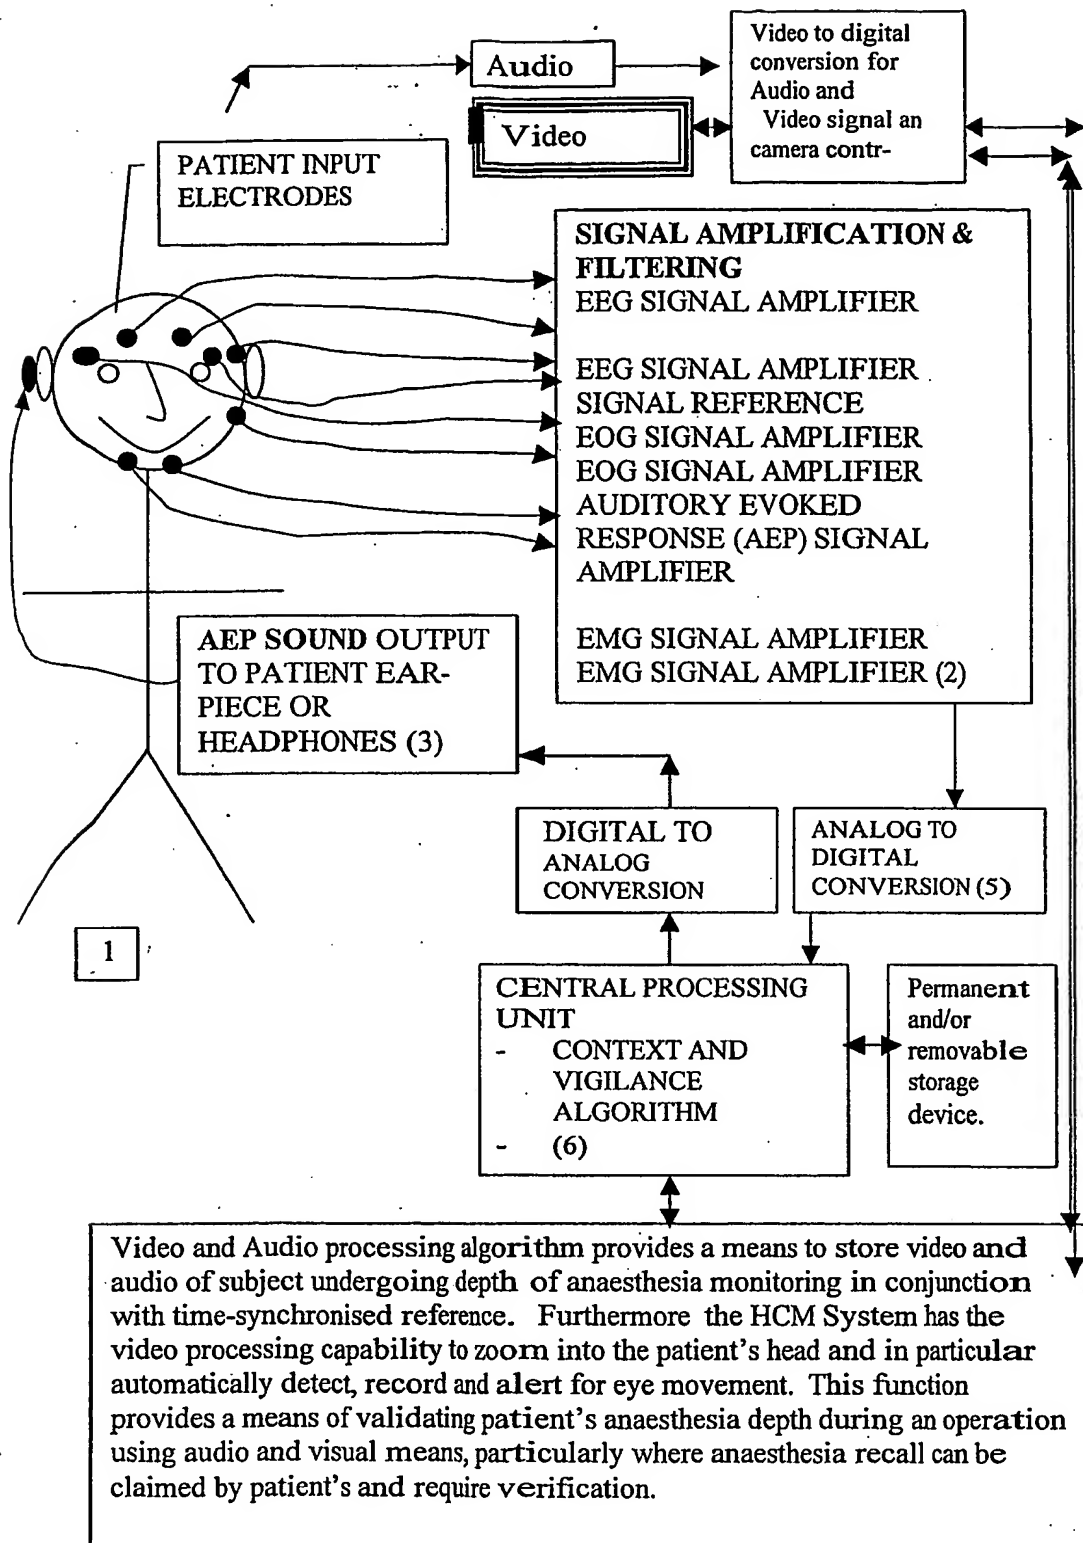 Audio
Video
Video to digital
conversion for
Audio and
Video signal an
camera contr-
PATIENT INPUT
ELECTRODES
SIGNAL AMPLIFICATION &
FILTERING
EEG SIGNAL AMPLIFIER
EEG SIGNAL AMPLIFIER
SIGNAL REFERENCE
EOG SIGNAL AMPLIFIER
EOG SIGNAL AMPLIFIER
AUDITORY EVOKED
RESPONSE (AEP) SIGNAL
AMPLIFIER
EMG SIGNAL AMPLIFIER
EMG SIGNAL AMPLIFIER (2)
AEP SOUND OUTPUT
TO PATIENT EAR-
PIECE OR
HEADPHONES (3)
DIGITAL TO
ANALOG
CONVERSION
ANALOG TO
DIGITAL
CONVERSION (5)
1
CENTRAL PROCESSING
UNIT
- CONTEXT AND
VIGILANCE
ALGORITHM
- (6)
Permanent
and/or
removable
storage
device.
Video and Audio processing algorithm provides a means to store video and
audio of subject undergoing depth of anaesthesia monitoring in conjunction
with time-synchronised reference. Furthermore the HCM System has the
video processing capability to zoom into the patient's head and in particular
automatically detect, record and alert for eye movement. This function
provides a means of validating patient's anaesthesia depth during an operation
using audio and visual means, particularly where anaesthesia recall can be
claimed by patient's and require verification.